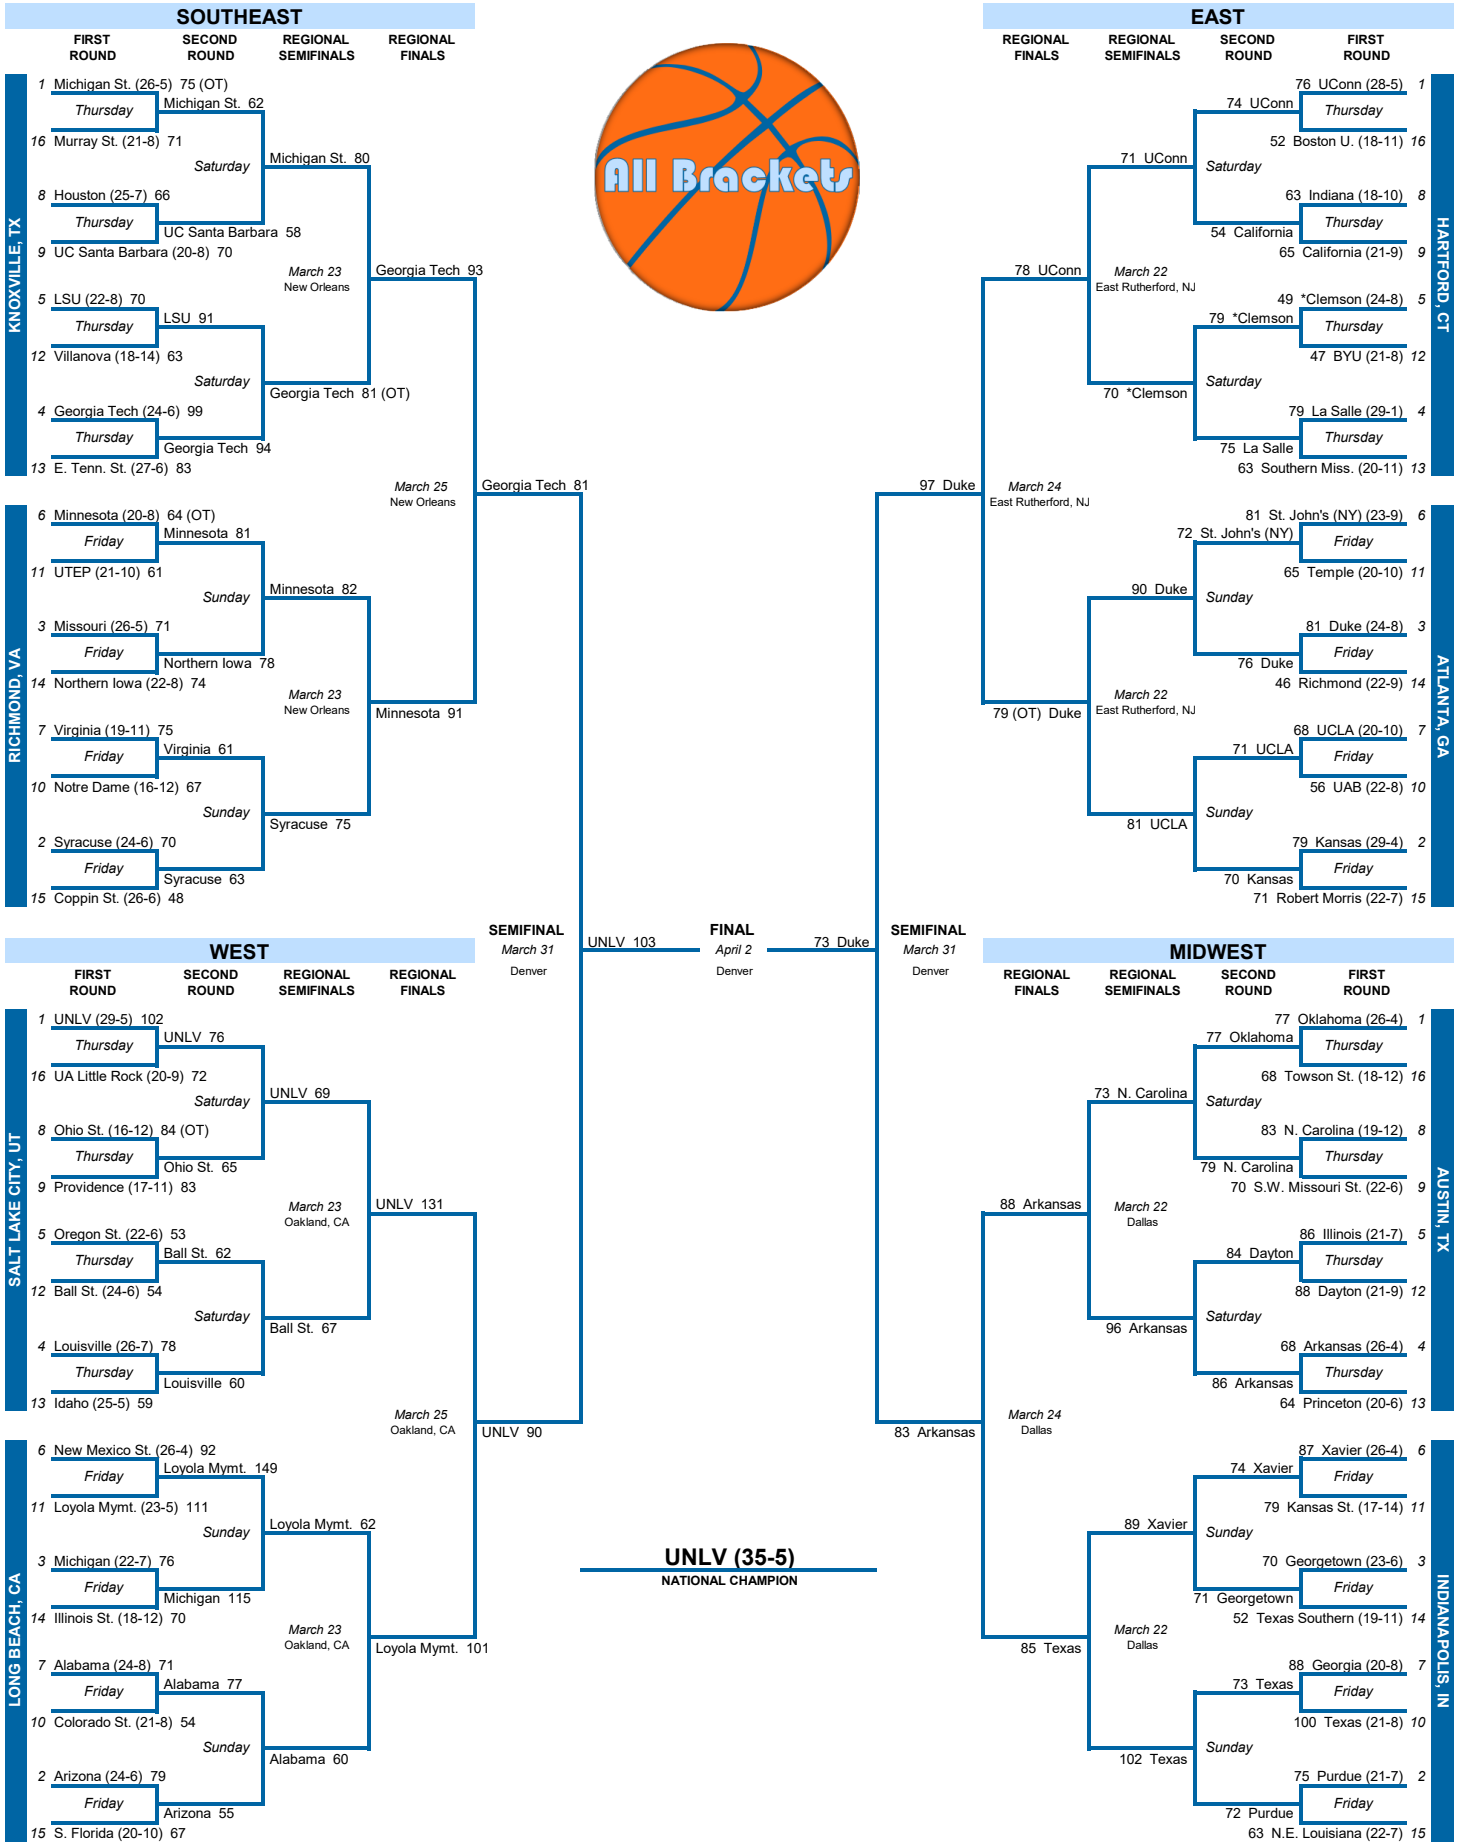 SOUTHEAST
FIRST ROUND
SECOND ROUND
REGIONAL SEMIFINALS
REGIONAL FINALS
KNOXVILLE, TX
1 Michigan St. (26-5) 75 (OT)
Thursday
Michigan St. 62
16 Murray St. (21-8) 71
Saturday
Michigan St. 80
8 Houston (25-7) 66
Thursday
UC Santa Barbara 58
9 UC Santa Barbara (20-8) 70
March 23
New Orleans
Georgia Tech 93
5 LSU (22-8) 70
Thursday
LSU 91
12 Villanova (18-14) 63
Saturday
Georgia Tech 81 (OT)
4 Georgia Tech (24-6) 99
Thursday
Georgia Tech 94
13 E. Tenn. St. (27-6) 83
March 25
New Orleans
Georgia Tech 81
RICHMOND, VA
6 Minnesota (20-8) 64 (OT)
Friday
Minnesota 81
11 UTEP (21-10) 61
Sunday
Minnesota 82
3 Missouri (26-5) 71
Friday
Northern Iowa 78
14 Northern Iowa (22-8) 74
March 23
New Orleans
Minnesota 91
7 Virginia (19-11) 75
Friday
Virginia 61
10 Notre Dame (16-12) 67
Sunday
Syracuse 75
2 Syracuse (24-6) 70
Friday
Syracuse 63
15 Coppin St. (26-6) 48
All Brackets
EAST
REGIONAL FINALS
REGIONAL SEMIFINALS
SECOND ROUND
FIRST ROUND
HARTFORD, CT
76 UConn (28-5) 1
74 UConn
Thursday
52 Boston U. (18-11) 16
71 UConn
Saturday
63 Indiana (18-10) 8
Thursday
54 California
65 California (21-9) 9
78 UConn
March 22
East Rutherford, NJ
49 *Clemson (24-8) 5
79 *Clemson
Thursday
47 BYU (21-8) 12
70 *Clemson
Saturday
79 La Salle (29-1) 4
Thursday
75 La Salle
63 Southern Miss. (20-11) 13
97 Duke
March 24
East Rutherford, NJ
ATLANTA, GA
81 St. John's (NY) (23-9) 6
72 St. John's (NY)
Friday
65 Temple (20-10) 11
90 Duke
Sunday
81 Duke (24-8) 3
Friday
76 Duke
46 Richmond (22-9) 14
79 (OT) Duke
March 22
East Rutherford, NJ
68 UCLA (20-10) 7
71 UCLA
Friday
56 UAB (22-8) 10
81 UCLA
Sunday
79 Kansas (29-4) 2
Friday
70 Kansas
71 Robert Morris (22-7) 15
SEMIFINAL
March 31
Denver
UNLV 103
FINAL
April 2
Denver
73 Duke
SEMIFINAL
March 31
Denver
WEST
FIRST ROUND
SECOND ROUND
REGIONAL SEMIFINALS
REGIONAL FINALS
SALT LAKE CITY, UT
1 UNLV (29-5) 102
Thursday
UNLV 76
16 UA Little Rock (20-9) 72
Saturday
UNLV 69
8 Ohio St. (16-12) 84 (OT)
Thursday
Ohio St. 65
9 Providence (17-11) 83
March 23
Oakland, CA
UNLV 131
5 Oregon St. (22-6) 53
Thursday
Ball St. 62
12 Ball St. (24-6) 54
Saturday
Ball St. 67
4 Louisville (26-7) 78
Thursday
Louisville 60
13 Idaho (25-5) 59
March 25
Oakland, CA
UNLV 90
LONG BEACH, CA
6 New Mexico St. (26-4) 92
Friday
Loyola Mymt. 149
11 Loyola Mymt. (23-5) 111
Sunday
Loyola Mymt. 62
3 Michigan (22-7) 76
Friday
Michigan 115
14 Illinois St. (18-12) 70
March 23
Oakland, CA
Loyola Mymt. 101
7 Alabama (24-8) 71
Friday
Alabama 77
10 Colorado St. (21-8) 54
Sunday
Alabama 60
2 Arizona (24-6) 79
Friday
Arizona 55
15 S. Florida (20-10) 67
UNLV (35-5)
NATIONAL CHAMPION
MIDWEST
REGIONAL FINALS
REGIONAL SEMIFINALS
SECOND ROUND
FIRST ROUND
AUSTIN, TX
77 Oklahoma (26-4) 1
77 Oklahoma
Thursday
68 Towson St. (18-12) 16
73 N. Carolina
Saturday
83 N. Carolina (19-12) 8
Thursday
79 N. Carolina
70 S.W. Missouri St. (22-6) 9
88 Arkansas
March 22
Dallas
86 Illinois (21-7) 5
84 Dayton
Thursday
88 Dayton (21-9) 12
96 Arkansas
Saturday
68 Arkansas (26-4) 4
Thursday
86 Arkansas
64 Princeton (20-6) 13
83 Arkansas
March 24
Dallas
INDIANAPOLIS, IN
87 Xavier (26-4) 6
74 Xavier
Friday
79 Kansas St. (17-14) 11
89 Xavier
Sunday
70 Georgetown (23-6) 3
Friday
71 Georgetown
52 Texas Southern (19-11) 14
85 Texas
March 22
Dallas
88 Georgia (20-8) 7
73 Texas
Friday
100 Texas (21-8) 10
102 Texas
Sunday
75 Purdue (21-7) 2
Friday
72 Purdue
63 N.E. Louisiana (22-7) 15